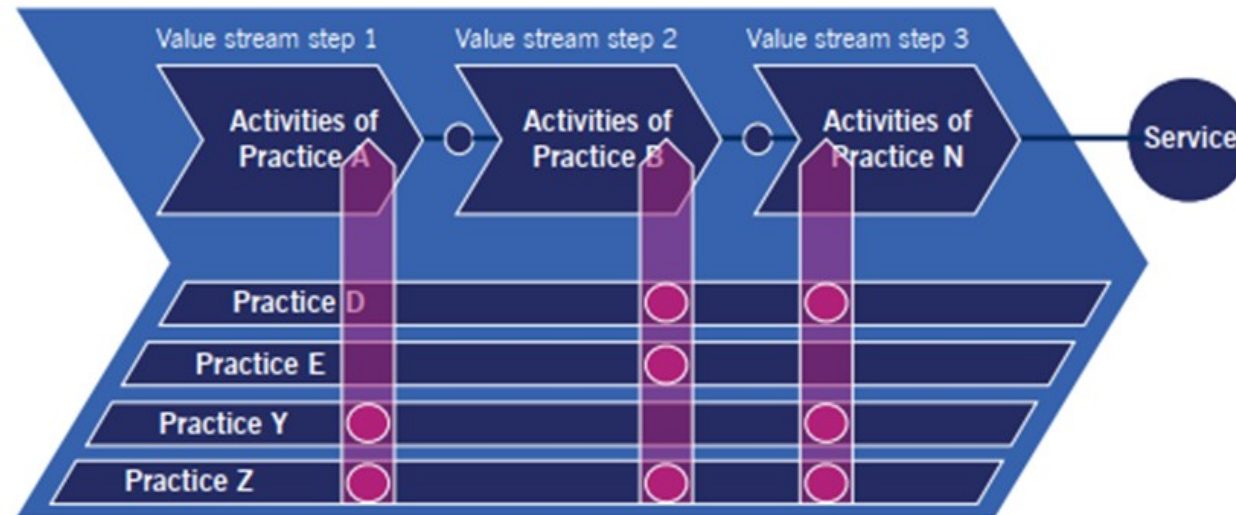 Value stream step 1
Value stream step 2
Value stream step 3
Activities of
Practice A
Activities of
Practice B
Activities of
Practice N
Service
Practice D
Practice E
Practice Y
Practice Z